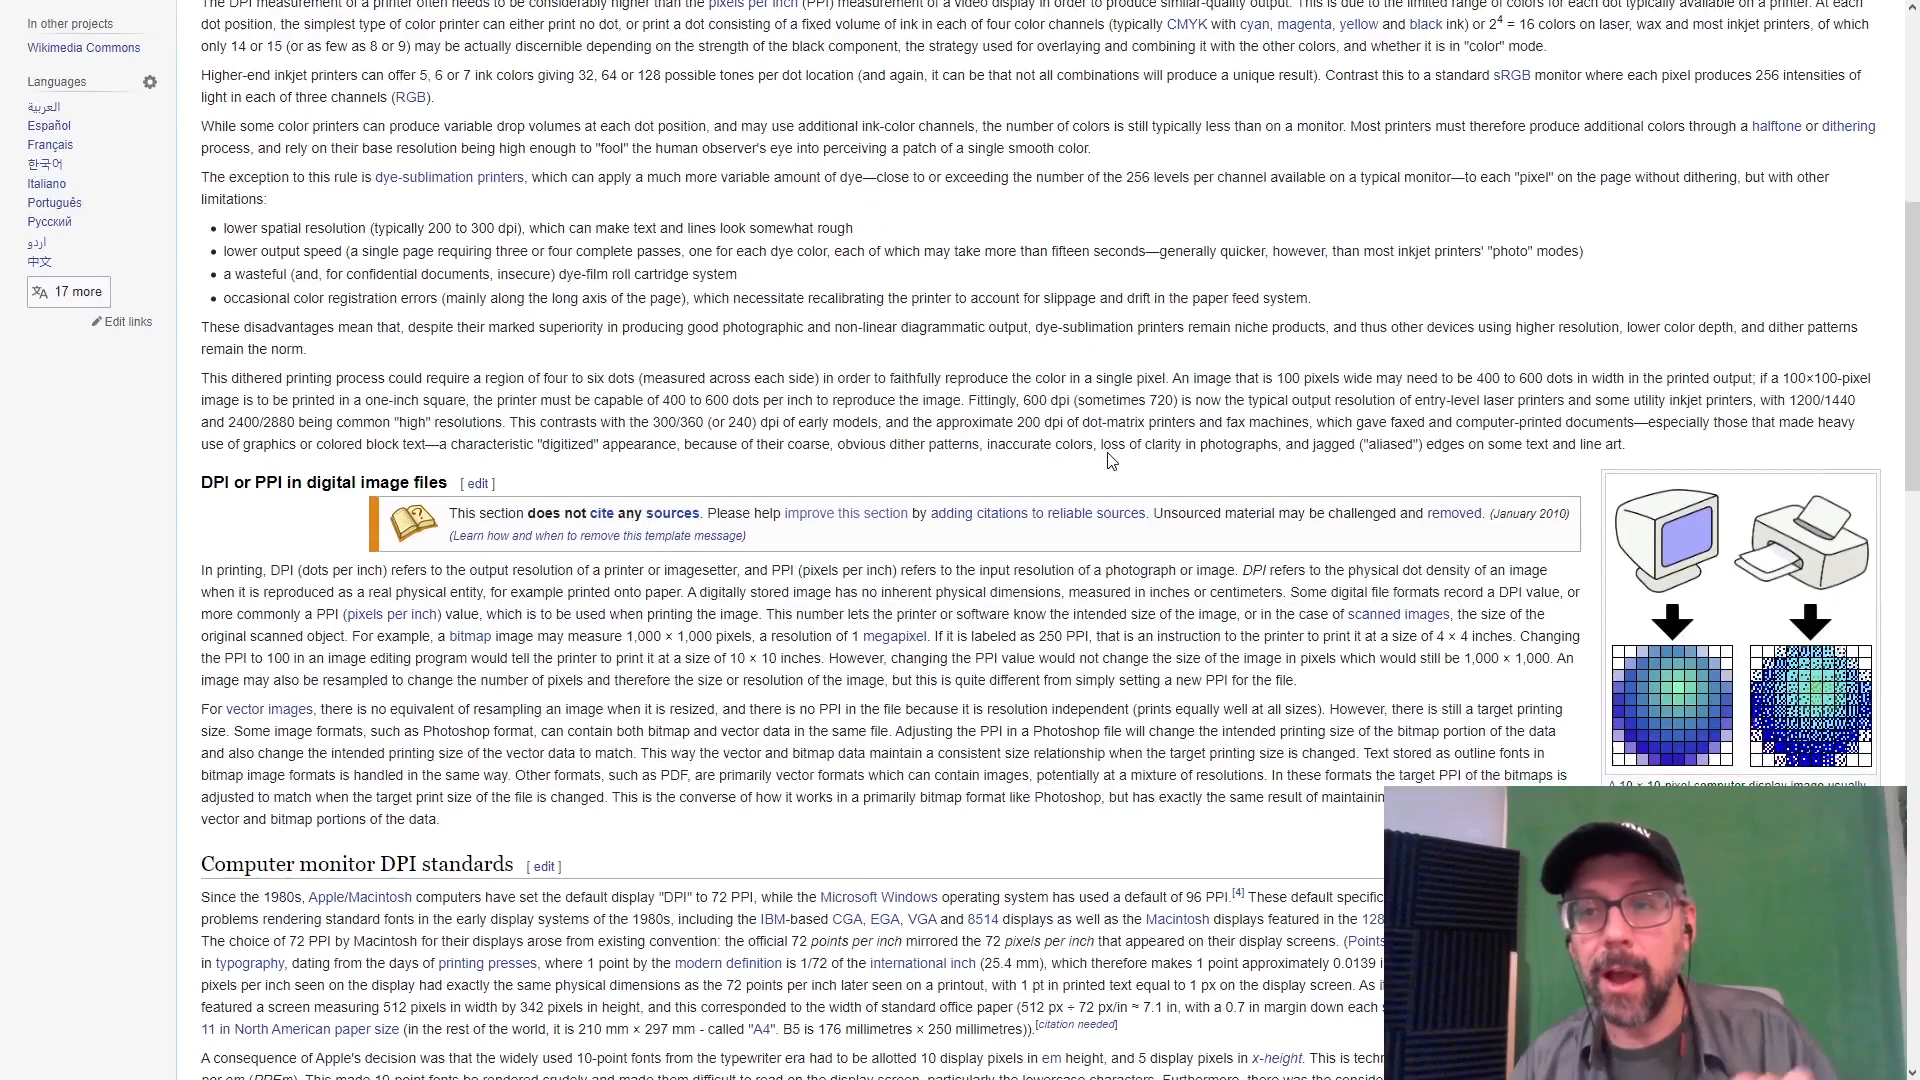 The DPI measurement of a printer often needs to be considerably higher than the pixels per inch (PPI) measurement of a video display in order to produce similar-quality output. This is due to the limited range of colors for each dot typically available on a printer. At each
dot position, the simplest type of color printer can either print no dot, or print a dot consisting of a fixed volume of ink in each of four color channels (typically CMYK with cyan, magenta, yellow and black ink) or 2⁴ = 16 colors on laser, wax and most inkjet printers, of which
only 14 or 15 (or as few as 8 or 9) may be actually discernible depending on the strength of the black component, the strategy used for overlaying and combining it with the other colors, and whether it is in "color" mode.
Higher-end inkjet printers can offer 5, 6 or 7 ink colors giving 32, 64 or 128 possible tones per dot location (and again, it can be that not all combinations will produce a unique result). Contrast this to a standard sRGB monitor where each pixel produces 256 intensities of
light in each of three channels (RGB).
While some color printers can produce variable drop volumes at each dot position, and may use additional ink-color channels, the number of colors is still typically less than on a monitor. Most printers must therefore produce additional colors through a halftone or dithering
process, and rely on their base resolution being high enough to "fool" the human observer's eye into perceiving a patch of a single smooth color.
The exception to this rule is dye-sublimation printers, which can apply a much more variable amount of dye—close to or exceeding the number of the 256 levels per channel available on a typical monitor—to each "pixel" on the page without dithering, but with other
limitations:
• lower spatial resolution (typically 200 to 300 dpi), which can make text and lines look somewhat rough
• lower output speed (a single page requiring three or four complete passes, one for each dye color, each of which may take more than fifteen seconds—generally quicker, however, than most inkjet printers' "photo" modes)
• a wasteful (and, for confidential documents, insecure) dye-film roll cartridge system
• occasional color registration errors (mainly along the long axis of the page), which necessitate recalibrating the printer to account for slippage and drift in the paper feed system.
These disadvantages mean that, despite their marked superiority in producing good photographic and non-linear diagrammatic output, dye-sublimation printers remain niche products, and thus other devices using higher resolution, lower color depth, and dither patterns
remain the norm.
This dithered printing process could require a region of four to six dots (measured across each side) in order to faithfully reproduce the color in a single pixel. An image that is 100 pixels wide may need to be 400 to 600 dots in width in the printed output; if a 100×100-pixel
image is to be printed in a one-inch square, the printer must be capable of 400 to 600 dots per inch to reproduce the image. Fittingly, 600 dpi (sometimes 720) is now the typical output resolution of entry-level laser printers and some utility inkjet printers, with 1200/1440
and 2400/2880 being common "high" resolutions. This contrasts with the 300/360 (or 240) dpi of early models, and the approximate 200 dpi of dot-matrix printers and fax machines, which gave faxed and computer-printed documents—especially those that made heavy
use of graphics or colored block text—a characteristic "digitized" appearance, because of their coarse, obvious dither patterns, inaccurate colors, loss of clarity in photographs, and jagged ("aliased") edges on some text and line art.
DPI or PPI in digital image files [ edit ]
This section does not cite any sources. Please help improve this section by adding citations to reliable sources. Unsourced material may be challenged and removed. (January 2010)
(Learn how and when to remove this template message)
In printing, DPI (dots per inch) refers to the output resolution of a printer or imagesetter, and PPI (pixels per inch) refers to the input resolution of a photograph or image. DPI refers to the physical dot density of an image
when it is reproduced as a real physical entity, for example printed onto paper. A digitally stored image has no inherent physical dimensions, measured in inches or centimeters. Some digital file formats record a DPI value, or
more commonly a PPI (pixels per inch) value, which is to be used when printing the image. This number lets the printer or software know the intended size of the image, or in the case of scanned images, the size of the
original scanned object. For example, a bitmap image may measure 1,000 × 1,000 pixels, a resolution of 1 megapixel. If it is labeled as 250 PPI, that is an instruction to the printer to print it at a size of 4 × 4 inches. Changing
the PPI to 100 in an image editing program would tell the printer to print it at a size of 10 × 10 inches. However, changing the PPI value would not change the size of the image in pixels which would still be 1,000 × 1,000. An
image may also be resampled to change the number of pixels and therefore the size or resolution of the image, but this is quite different from simply setting a new PPI for the file.
For vector images, there is no equivalent of resampling an image when it is resized, and there is no PPI in the file because it is resolution independent (prints equally well at all sizes). However, there is still a target printing
size. Some image formats, such as Photoshop format, can contain both bitmap and vector data in the same file. Adjusting the PPI in a Photoshop file will change the intended printing size of the bitmap portion of the data
and also change the intended printing size of the vector data to match. This way the vector and bitmap data maintain a consistent size relationship when the target printing size is changed. Text stored as outline fonts in
bitmap image formats is handled in the same way. Other formats, such as PDF, are primarily vector formats which can contain images, potentially at a mixture of resolutions. In these formats the target PPI of the bitmaps is
adjusted to match when the target print size of the file is changed. This is the converse of how it works in a primarily bitmap format like Photoshop, but has exactly the same result of maintainin
vector and bitmap portions of the data.
Computer monitor DPI standards [ edit ]
Since the 1980s, Apple/Macintosh computers have set the default display "DPI" to 72 PPI, while the Microsoft Windows operating system has used a default of 96 PPI.[4] These default specific
problems rendering standard fonts in the early display systems of the 1980s, including the IBM-based CGA, EGA, VGA and 8514 displays as well as the Macintosh displays featured in the 128
The choice of 72 PPI by Macintosh for their displays arose from existing convention: the official 72 points per inch mirrored the 72 pixels per inch that appeared on their display screens. (Points
in typography, dating from the days of printing presses, where 1 point by the modern definition is 1/72 of the international inch (25.4 mm), which therefore makes 1 point approximately 0.0139 i
pixels per inch seen on the display had exactly the same physical dimensions as the 72 points per inch later seen on a printout, with 1 pt in printed text equal to 1 px on the display screen. As i
featured a screen measuring 512 pixels in width by 342 pixels in height, and this corresponded to the width of standard office paper (512 px ÷ 72 px/in ≈ 7.1 in, with a 0.7 in margin down each s
11 in North American paper size (in the rest of the world, it is 210 mm × 297 mm - called "A4". B5 is 176 millimetres × 250 millimetres)).[citation needed]
A consequence of Apple's decision was that the widely used 10-point fonts from the typewriter era had to be allotted 10 display pixels in em height, and 5 display pixels in x-height. This is techn
per em (PPEm). This made 10-point fonts be rendered crudely and made them difficult to read on the display screen, particularly the lowercase characters. Furthermore, there was the conside
A 10 × 10-pixel computer display image usually
In other projects
Wikimedia Commons
Languages
العربية
Español
Français
한국어
Italiano
Português
Русский
اردو
中文
17 more
Edit links